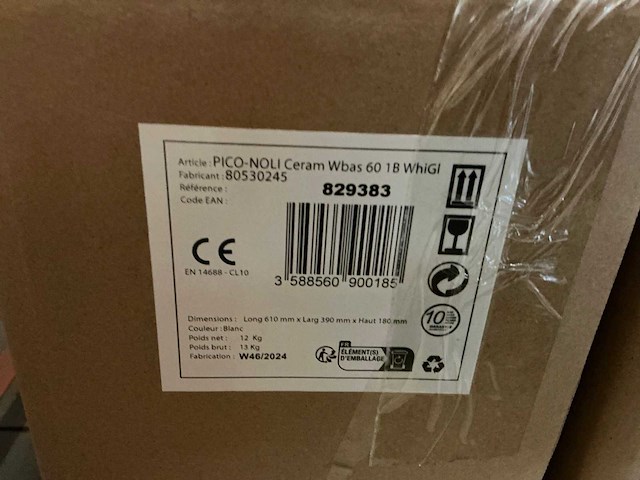 Article : PICO-NOLI Ceram Wbas 60 1B WhiGl
Fabricant : 80530245
Référence : 829383
Code EAN :
3 588560 900185
CE
EN 14688 - CL10
Dimensions : Long 610 mm x Larg 390 mm x Haut 180 mm
Couleur : Blanc
Poids net : 12 Kg
Poids brut : 13 Kg
Fabrication : W46/2024
FR
ÉLÉMENT(S)
D'EMBALLAGE
10